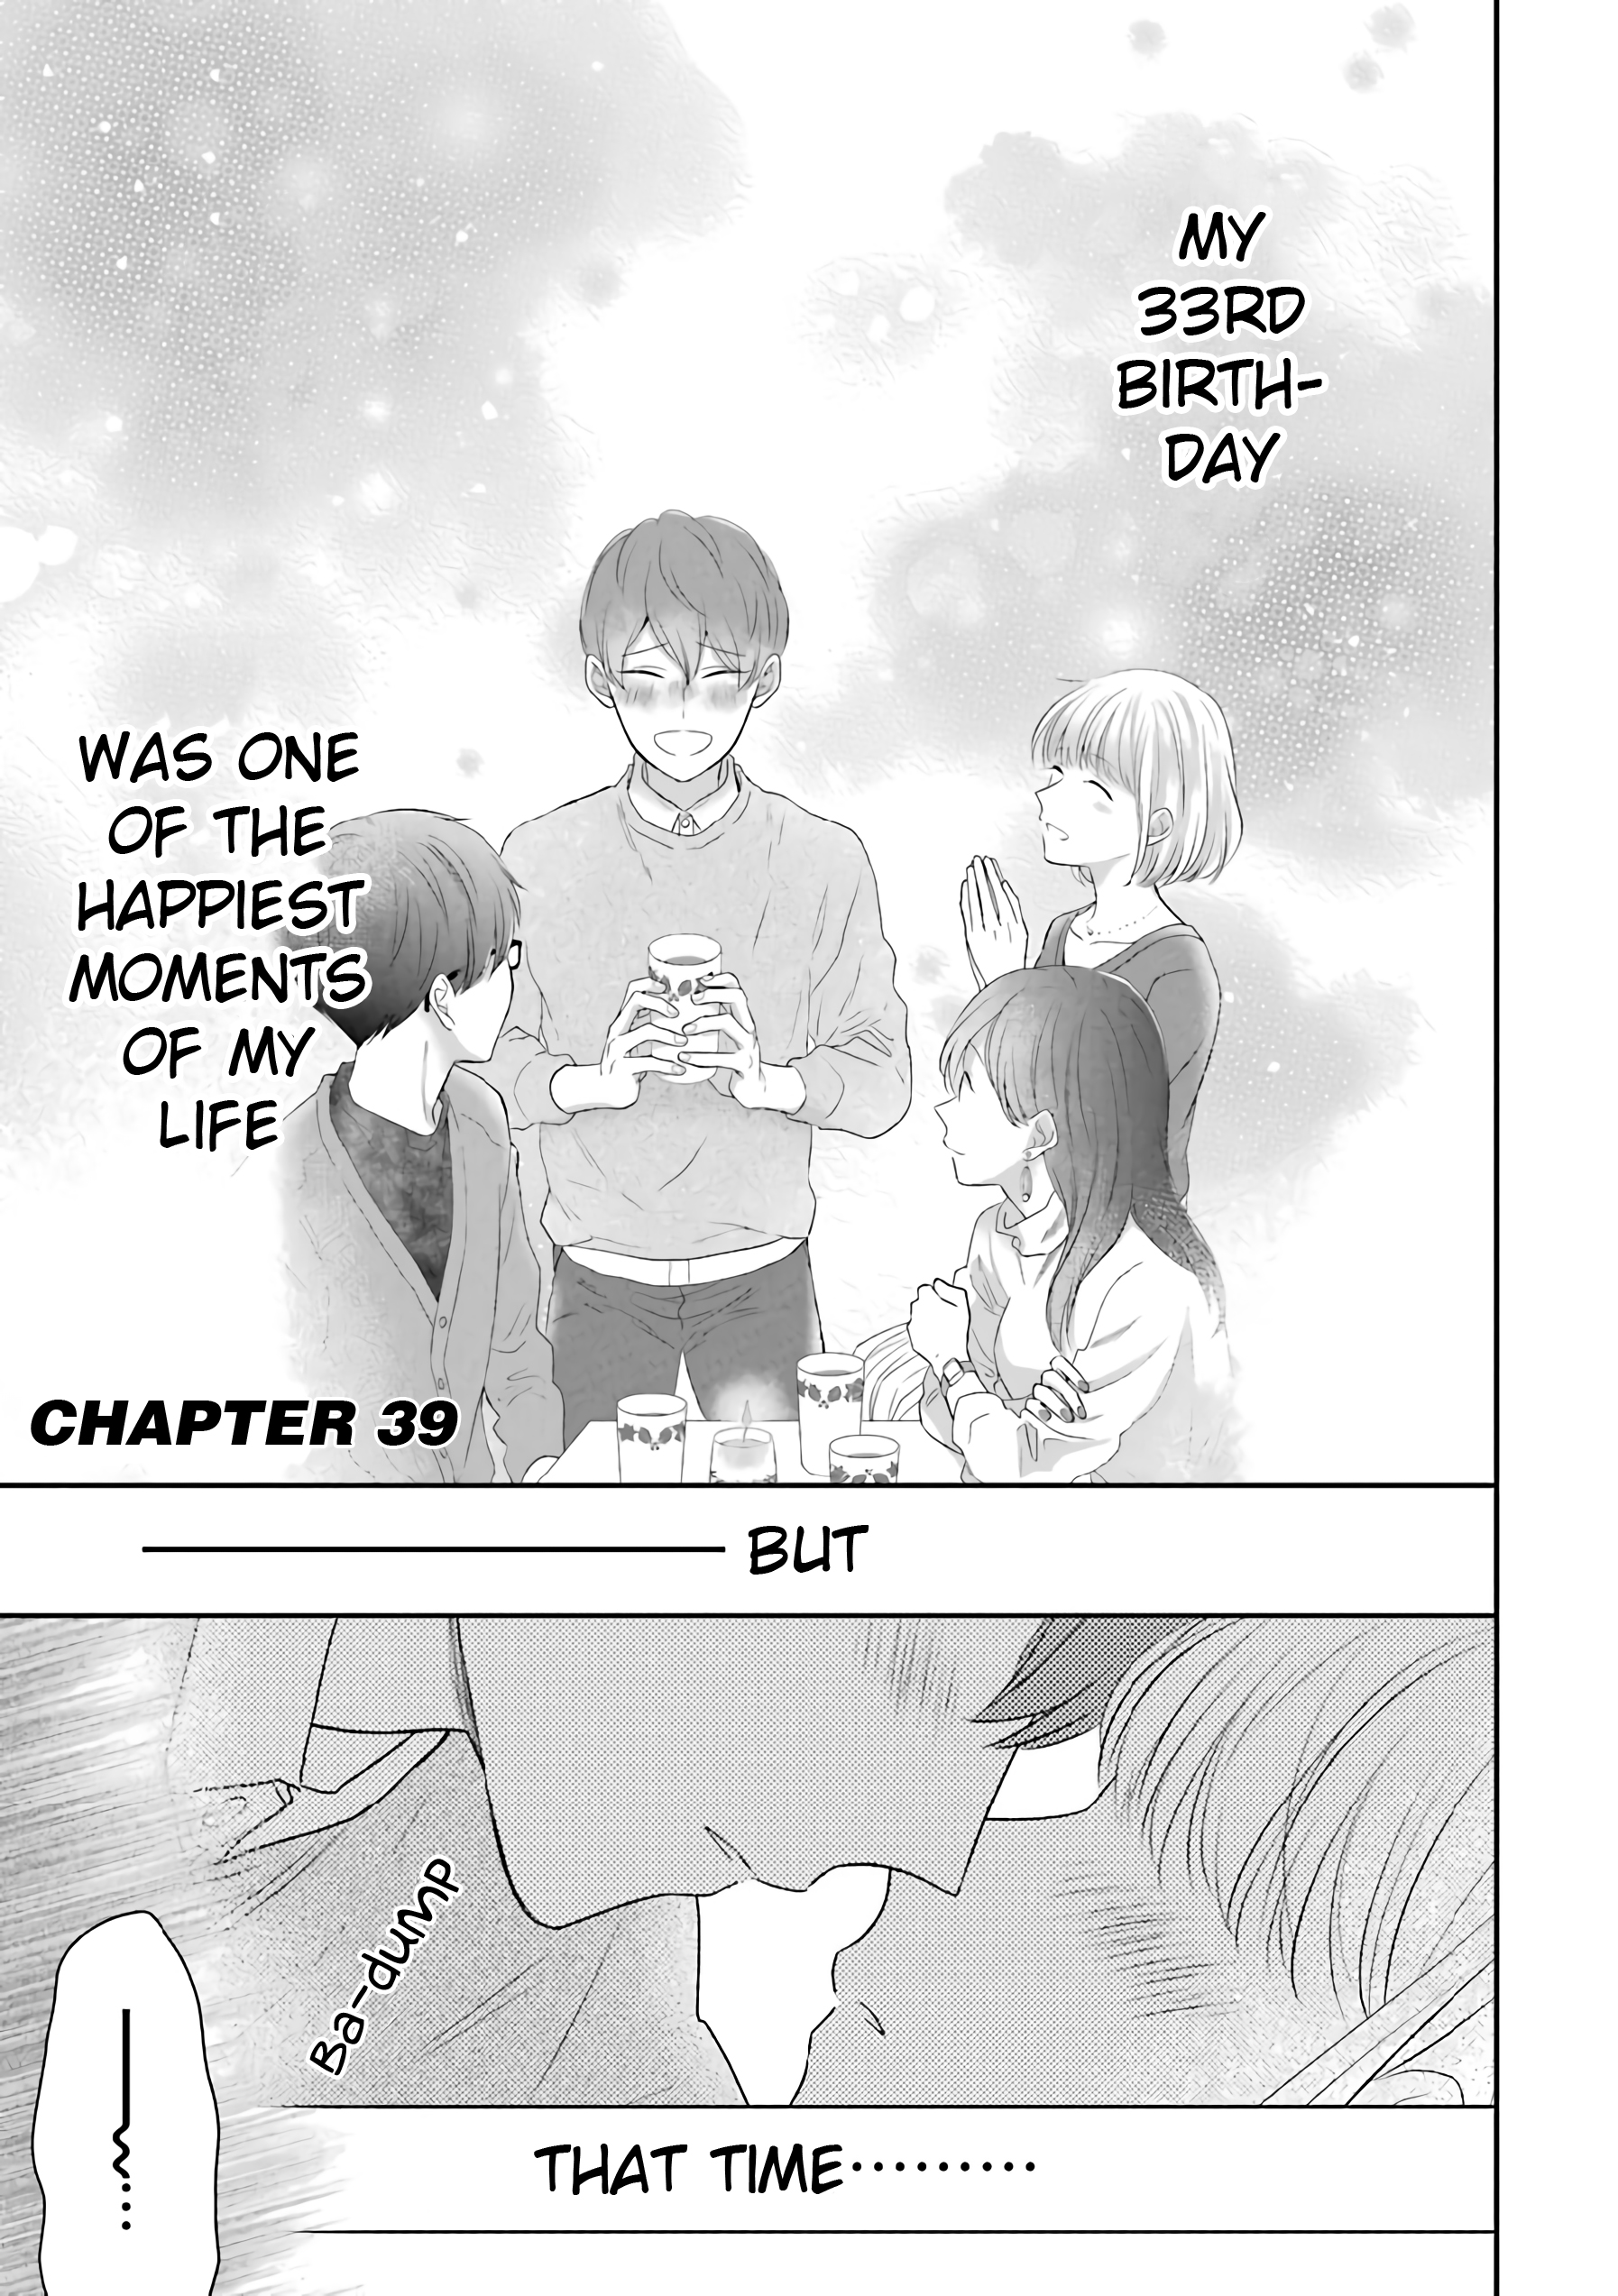 MY
33RD
BIRTH-
DAY
WAS ONE
OF THE
HAPPIEST
MOMENTS
OF MY
LIFE
CHAPTER 39
—— BUT
Ba-dump
THAT TIME·········